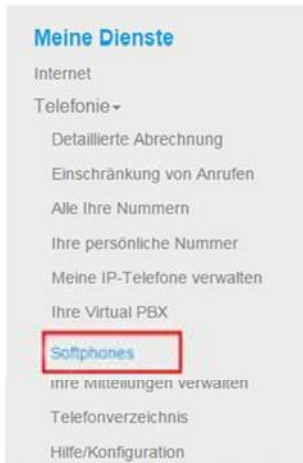 Meine Dienste
Internet
Telefonie
Detaillierte Abrechnung
Einschränkung von Anrufen
Alle Ihre Nummern
Ihre persönliche Nummer
Meine IP-Telefone verwalten
Ihre Virtual PBX
Softphones
Ihre Mitteilungen verwalten
Telefonverzeichnis
Hilfe/Konfiguration